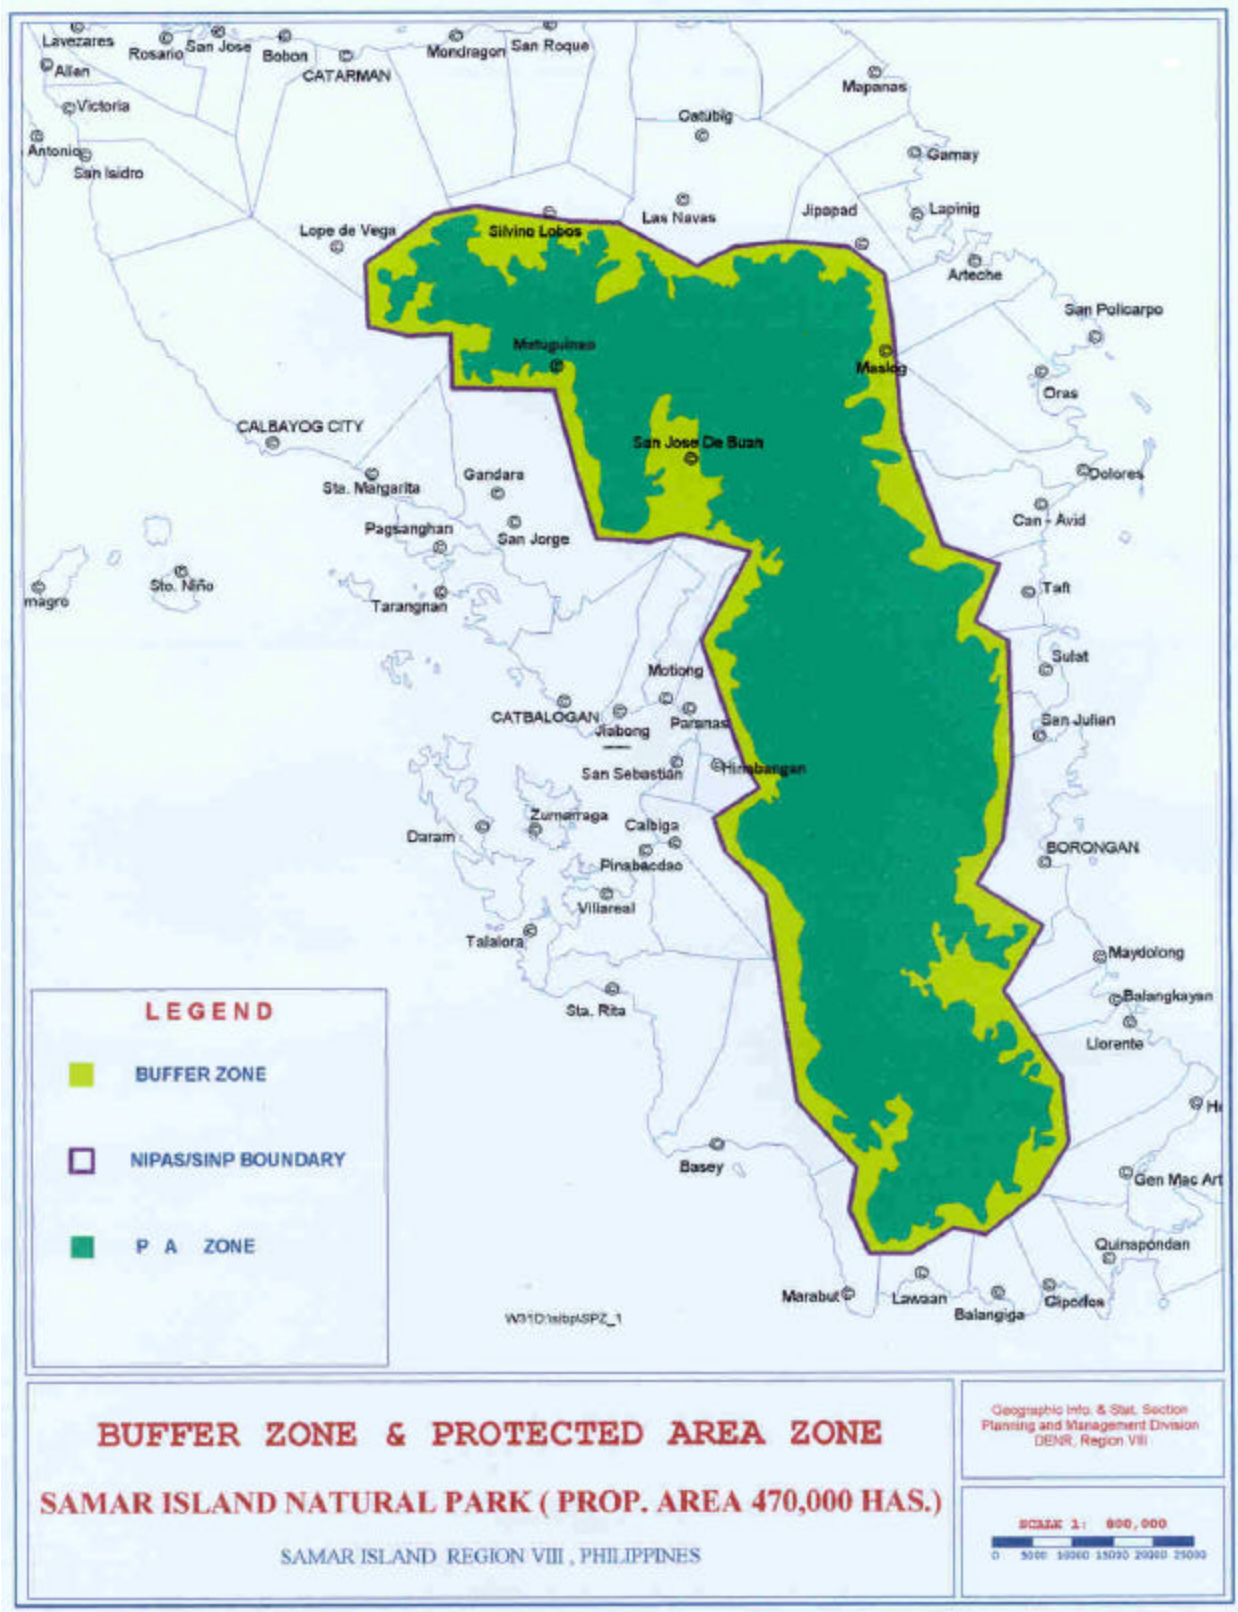 Lavezares
Rosario
San Jose
Bobon
CATARMAN
Mondragon
San Roque
Allen
Victoria
Antonio
San Isidro
Mapanas
Catubig
Gamay
Lope de Vega
Silvino Lobos
Las Navas
Jipapad
Lapinig
Arteche
San Policarpo
Matuguinao
Maslog
Oras
CALBAYOG CITY
San Jose De Buan
Sta. Margarita
Gandara
Dolores
Pagsanghan
San Jorge
Can - Avid
magro
Sto. Niño
Tarangnan
Taft
Motiong
Sulat
CATBALOGAN
Jiabong
Paranas
San Julian
San Sebastian
Hinabangan
Daram
Zumarraga
Calbiga
Pinabacdao
BORONGAN
Villareal
Talalora
Maydolong
Sta. Rita
Balangkayan
Llorente
Basey
Gen Mac Art
Quinapondan
Marabut
Lawaan
Balangiga
Giporlos
LEGEND
BUFFER ZONE
NIPAS/SINP BOUNDARY
P A ZONE
BUFFER ZONE & PROTECTED AREA ZONE
SAMAR ISLAND NATURAL PARK ( PROP. AREA 470,000 HAS.)
SAMAR ISLAND REGION VIII , PHILIPPINES
Geographic Info. & Stat. Section
Planning and Management Division
DENR, Region VIII
SCALE 1: 800,000
0 5000 10000 15000 20000 25000